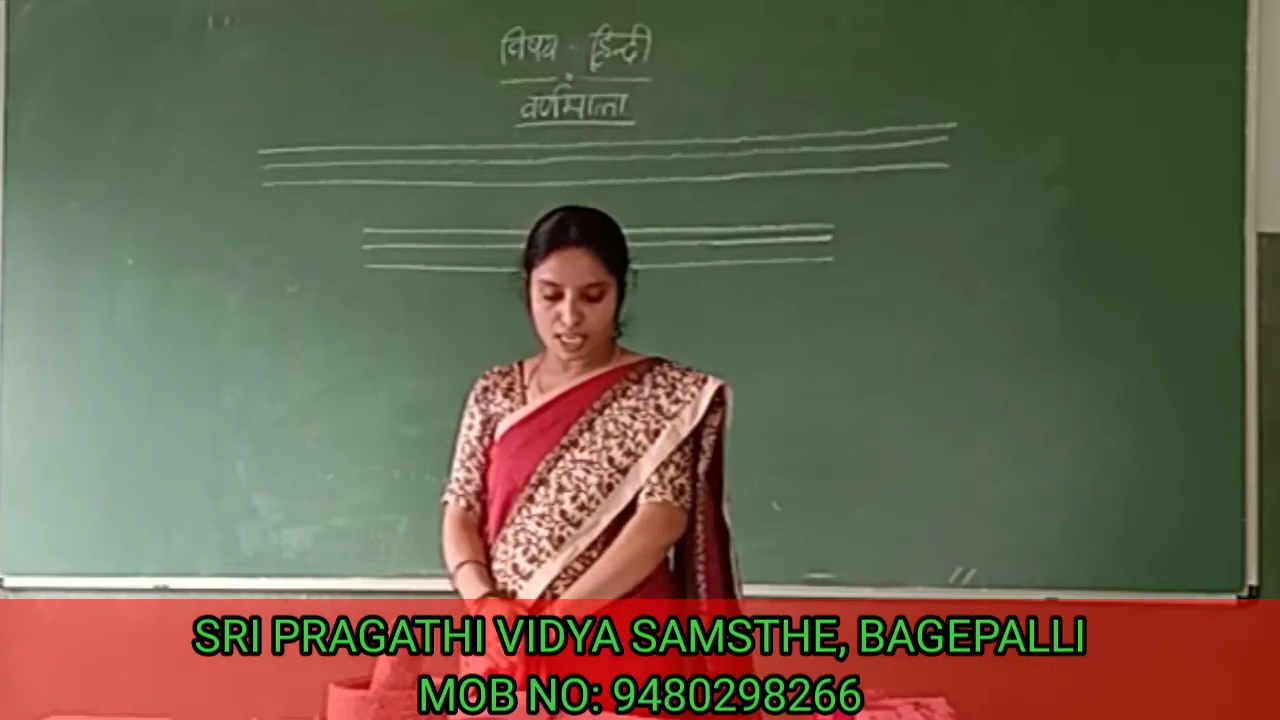 विषय - हिन्दी
वर्णमाला
SRI PRAGATHI VIDYA SAMSTHE, BAGEPALLI
MOB NO: 9480298266